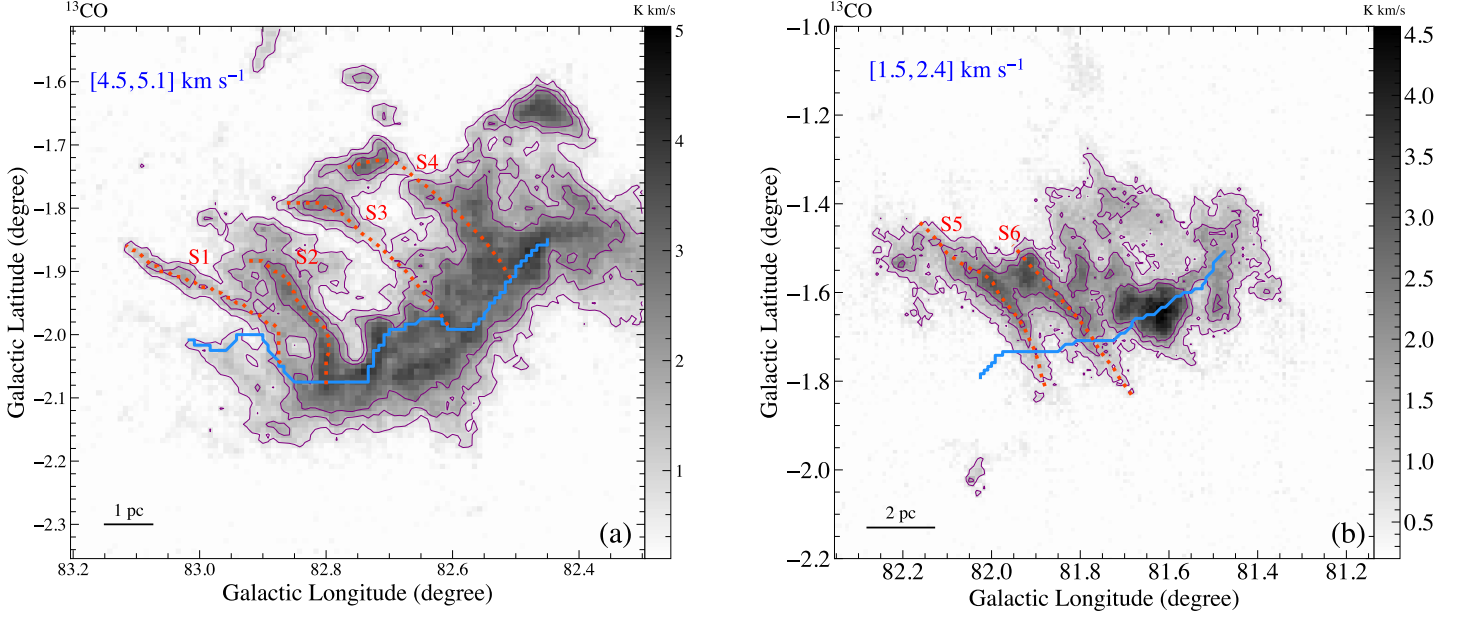 ¹³CO
K km/s
[4.5, 5.1] km s⁻¹
S1
S2
S3
S4
−1.6
−1.7
−1.8
−1.9
−2.0
−2.1
−2.2
−2.3
Galactic Latitude (degree)
83.2
83.0
82.8
82.6
82.4
Galactic Longitude (degree)
1 pc
(a)
5
4
3
2
1
¹³CO
K km/s
[1.5, 2.4] km s⁻¹
S5
S6
−1.0
−1.2
−1.4
−1.6
−1.8
−2.0
−2.2
Galactic Latitude (degree)
82.2
82.0
81.8
81.6
81.4
81.2
Galactic Longitude (degree)
2 pc
(b)
4.5
4.0
3.5
3.0
2.5
2.0
1.5
1.0
0.5